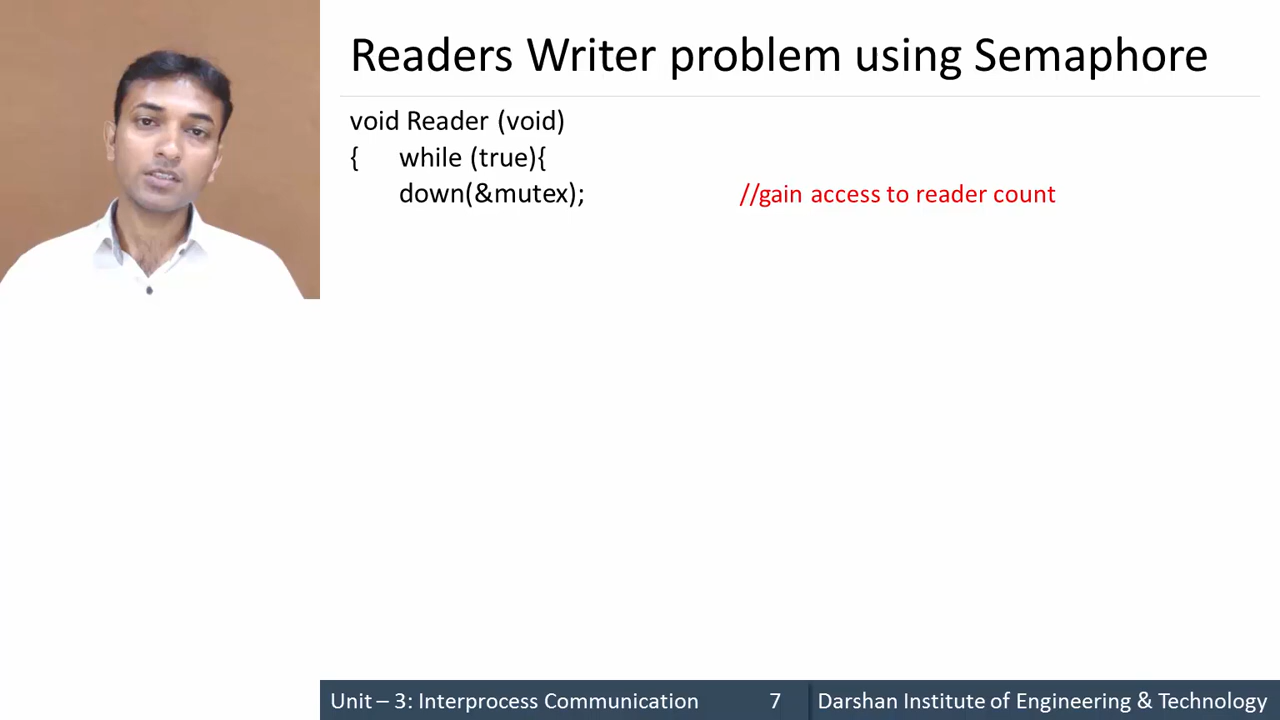 Readers Writer problem using Semaphore
void Reader (void)
{ while (true){
down(&mutex); //gain access to reader count
Unit – 3: Interprocess Communication 7 Darshan Institute of Engineering & Technology